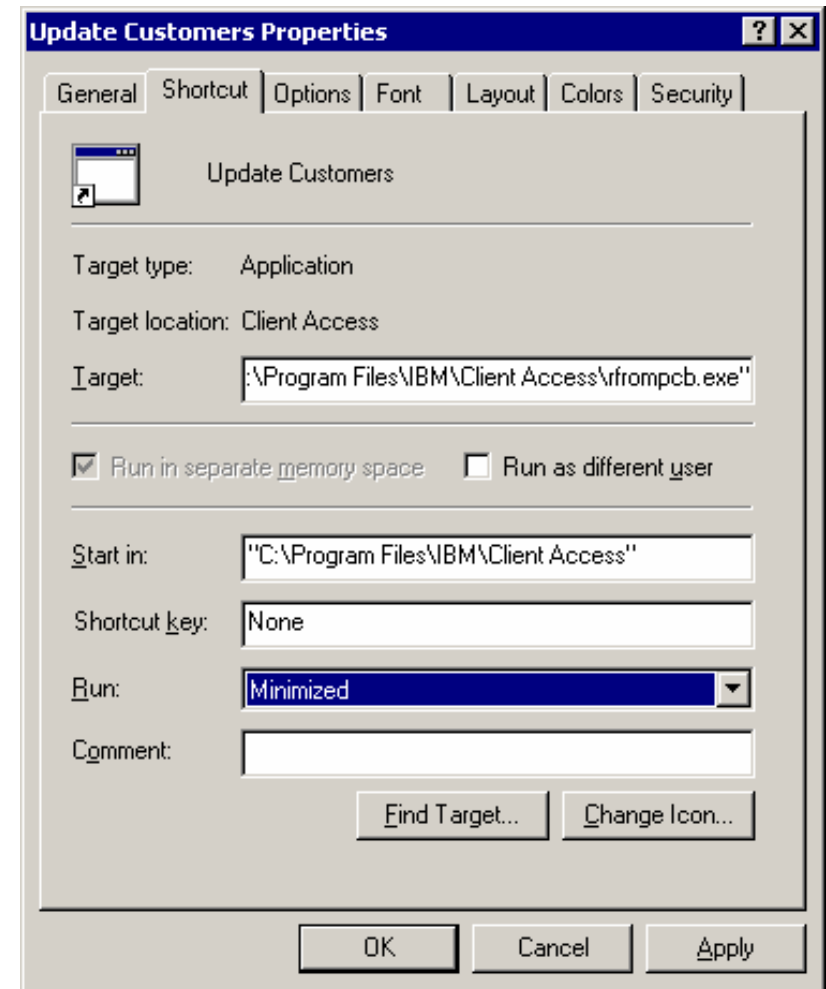 Update Customers Properties ?
General Shortcut Options Font Layout Colors Security
Update Customers
Target type: Application
Target location: Client Access
Target: :\Program Files\IBM\Client Access\rfrompcb.exe"
Run in separate memory space Run as different user
Start in: "C:\Program Files\IBM\Client Access"
Shortcut key: None
Run: Minimized
Comment:
Find Target... Change Icon...
OK Cancel Apply